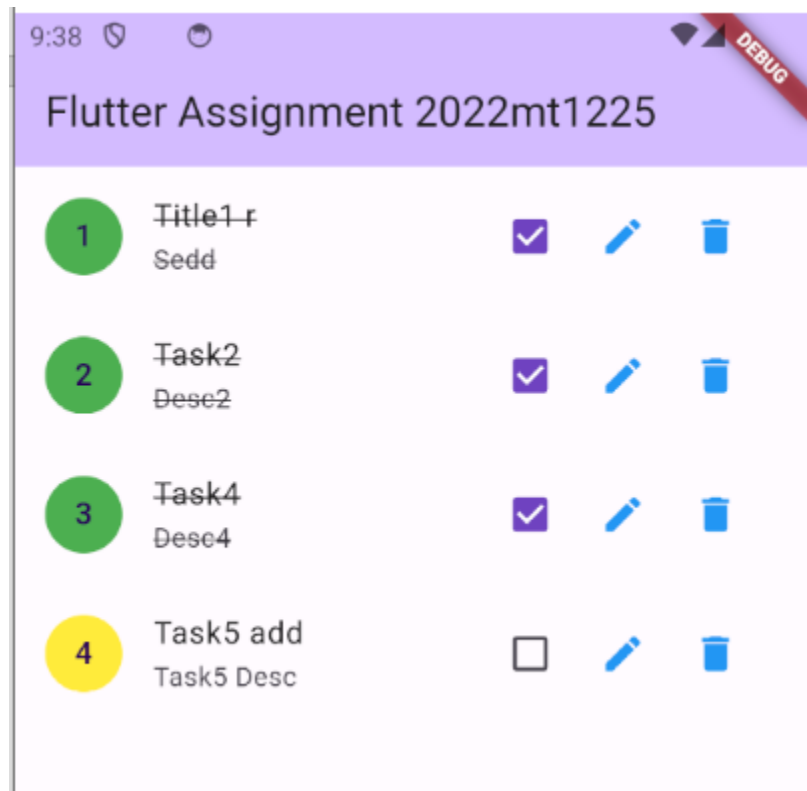 9:38
DEBUG
Flutter Assignment 2022mt1225
1
Title1 r
Sedd
2
Task2
Desc2
3
Task4
Desc4
4
Task5 add
Task5 Desc